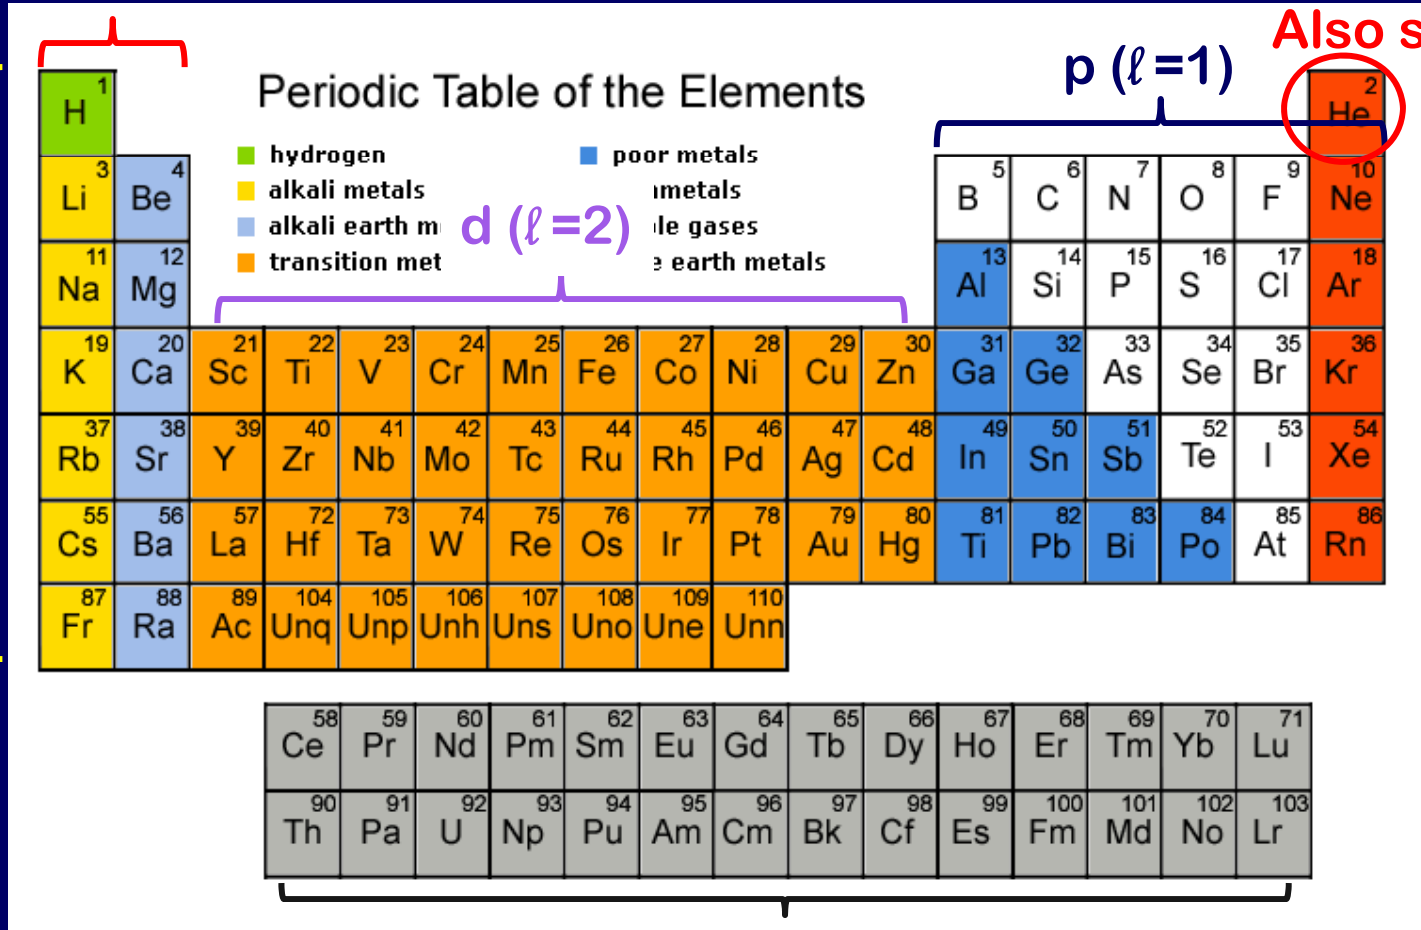 Also s
p (ℓ =1)
Periodic Table of the Elements
1 H
2 He
hydrogen
poor metals
alkali metals
metals
alkali earth m
d (ℓ =2)
le gases
transition met
e earth metals
3 Li 4 Be 5 B 6 C 7 N 8 O 9 F 10 Ne
11 Na 12 Mg 13 Al 14 Si 15 P 16 S 17 Cl 18 Ar
19 K 20 Ca 21 Sc 22 Ti 23 V 24 Cr 25 Mn 26 Fe 27 Co 28 Ni 29 Cu 30 Zn 31 Ga 32 Ge 33 As 34 Se 35 Br 36 Kr
37 Rb 38 Sr 39 Y 40 Zr 41 Nb 42 Mo 43 Tc 44 Ru 45 Rh 46 Pd 47 Ag 48 Cd 49 In 50 Sn 51 Sb 52 Te 53 I 54 Xe
55 Cs 56 Ba 57 La 72 Hf 73 Ta 74 W 75 Re 76 Os 77 Ir 78 Pt 79 Au 80 Hg 81 Ti 82 Pb 83 Bi 84 Po 85 At 86 Rn
87 Fr 88 Ra 89 Ac 104 Unq 105 Unp 106 Unh 107 Uns 108 Uno 109 Une 110 Unn
58 Ce 59 Pr 60 Nd 61 Pm 62 Sm 63 Eu 64 Gd 65 Tb 66 Dy 67 Ho 68 Er 69 Tm 70 Yb 71 Lu
90 Th 91 Pa 92 U 93 Np 94 Pu 95 Am 96 Cm 97 Bk 98 Cf 99 Es 100 Fm 101 Md 102 No 103 Lr